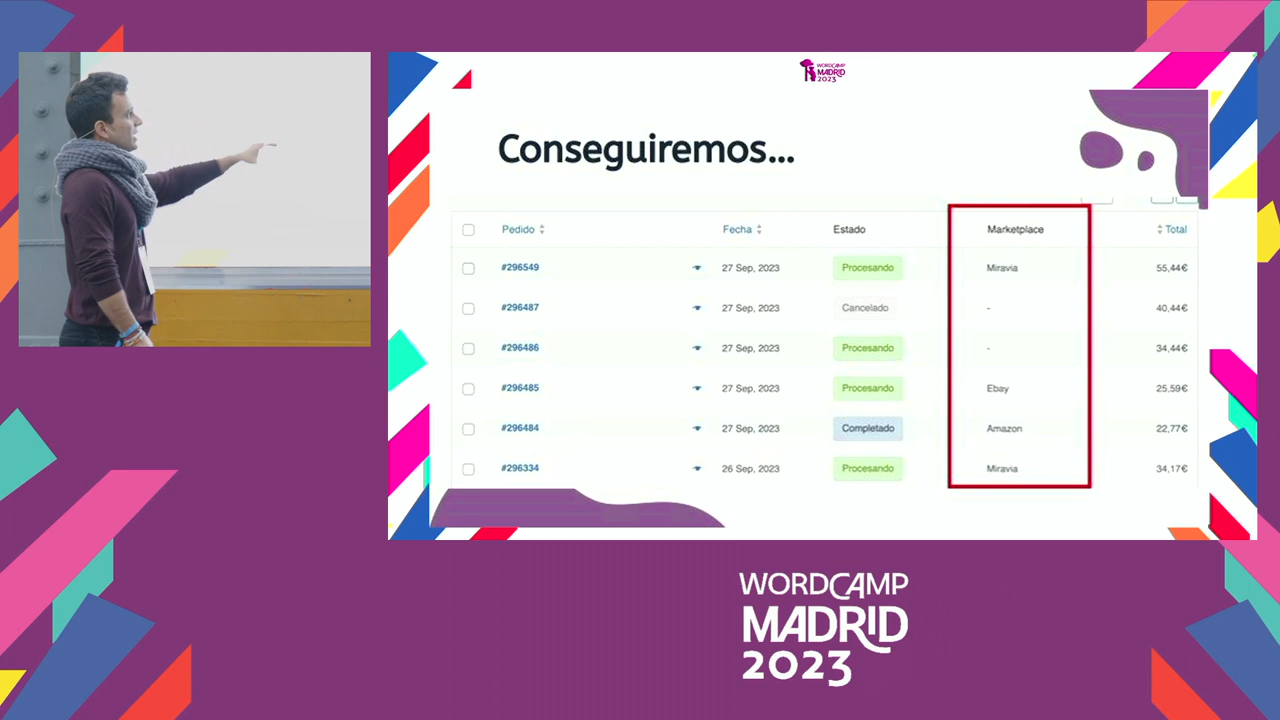 WORDCAMP
MADRID
2023
Conseguiremos...
Pedido Fecha Estado Marketplace Total
#296549 27 Sep, 2023 Procesando Miravia 55,44€
#296487 27 Sep, 2023 Cancelado - 40,44€
#296486 27 Sep, 2023 Procesando - 34,44€
#296485 27 Sep, 2023 Procesando Ebay 25,59€
#296484 27 Sep, 2023 Completado Amazon 22,77€
#296334 26 Sep, 2023 Procesando Miravia 34,17€
WORDCAMP
MADRID
2023